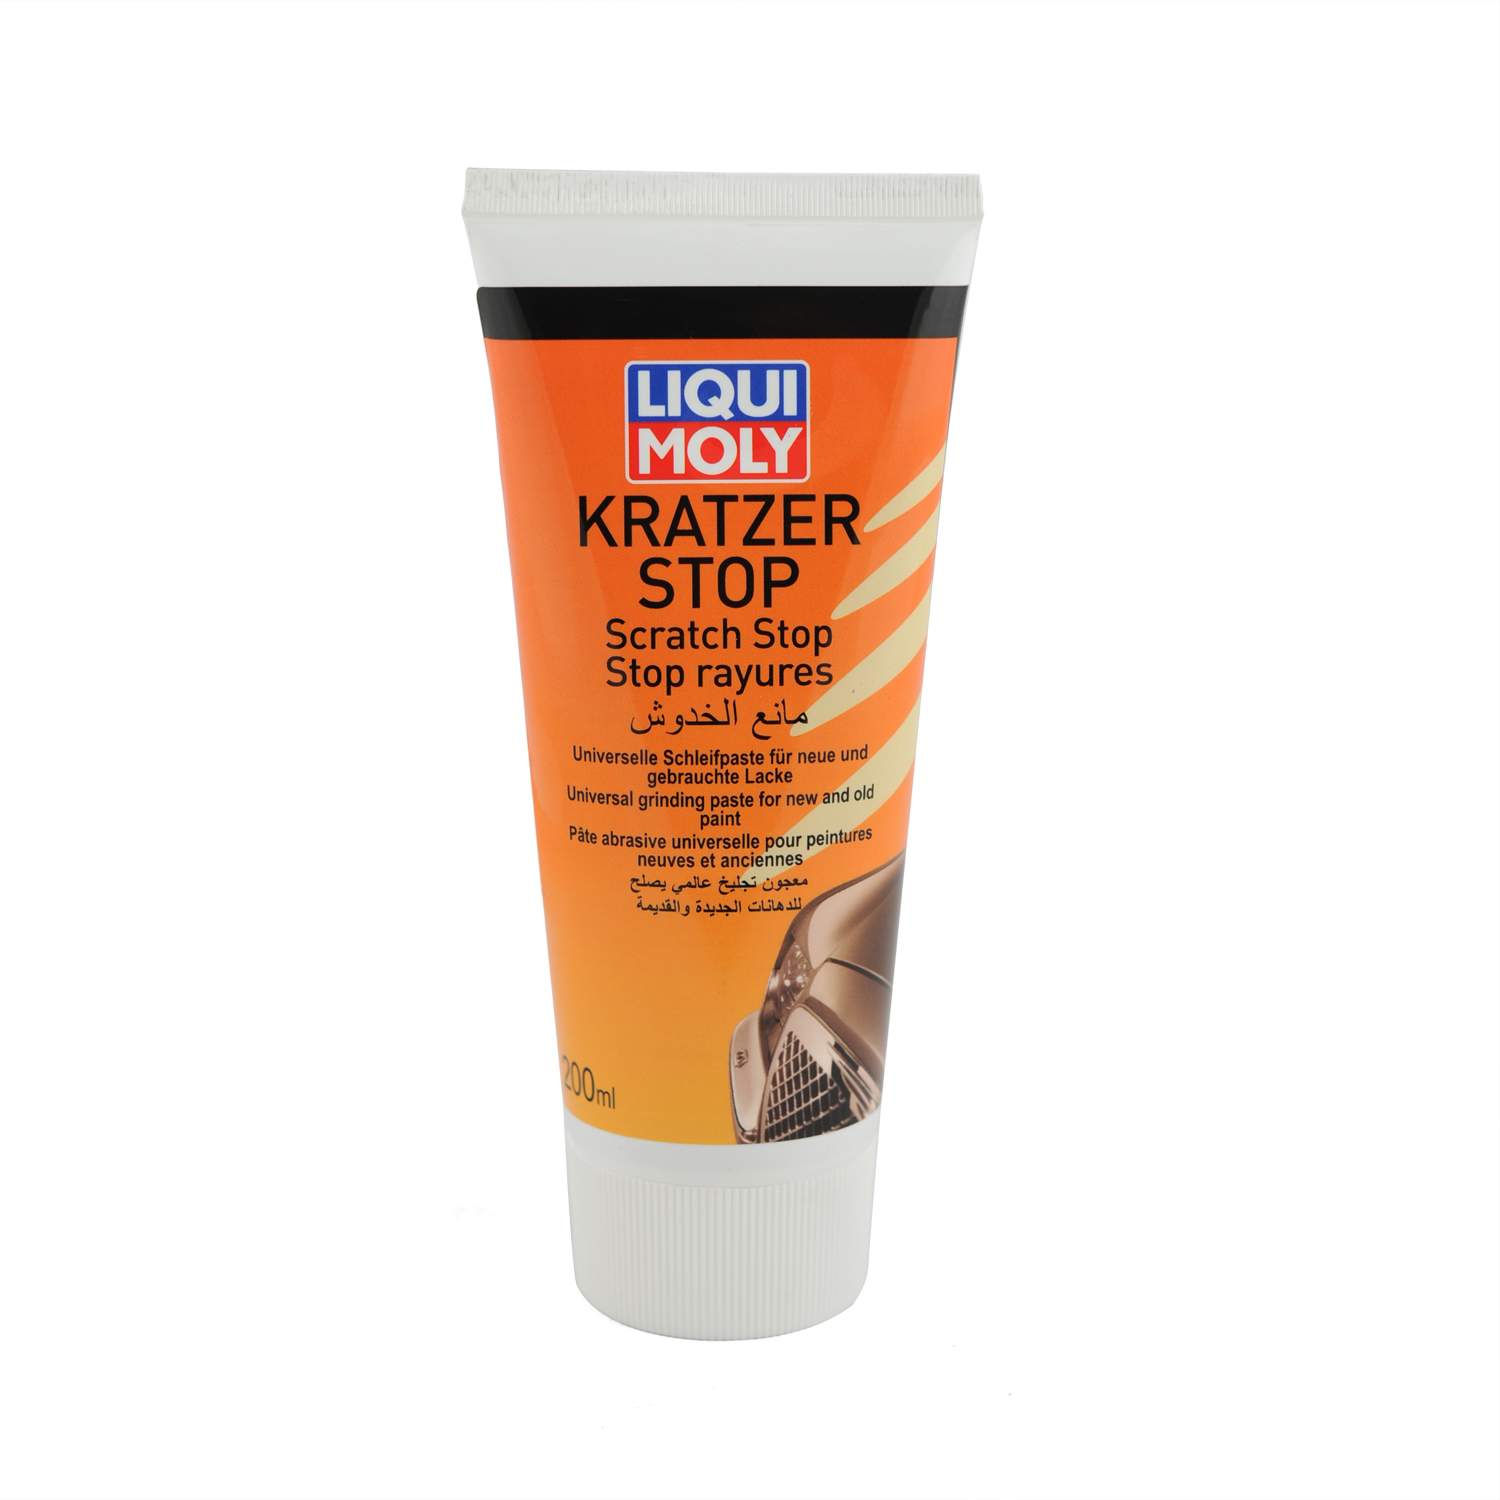 LIQUI
MOLY
KRATZER
STOP
Scratch Stop
Stop rayures
مانع الخدوش
Universelle Schleifpaste für neue und
gebrauchte Lacke
Universal grinding paste for new and old
paint
Pâte abrasive universelle pour peintures
neuves et anciennes
معجون تجليخ عالمي يصلح
للدهانات الجديدة والقديمة
200ml